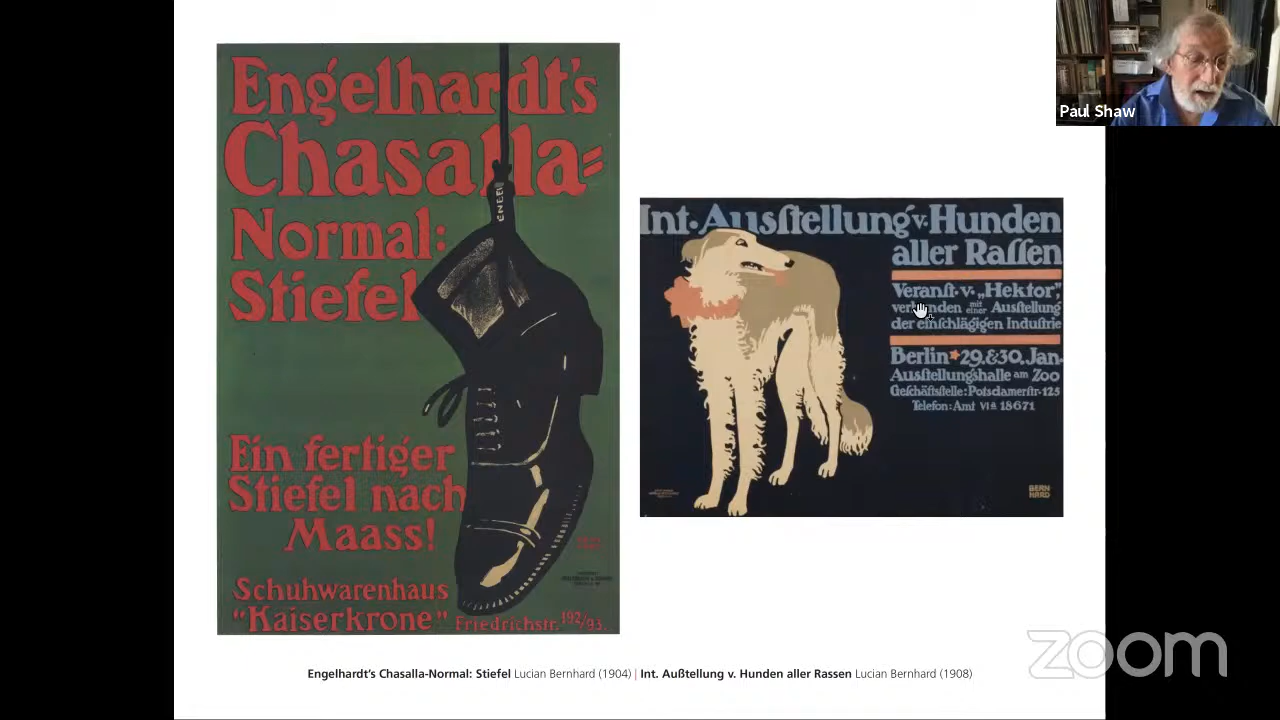 Engelhardt's
Chasalla-
Normal:
Stiefel
Ein fertiger
Stiefel nach
Maass!
Schuhwarenhaus
"Kaiserkrone" Friedrichstr. 192/93.
Int. Ausſtellung v. Hunden
aller Raſſen
Veranſt. v. „Hektor",
verbunden mit einer Ausſtellung
der einſchlägigen Induſtrie
Berlin 29. & 30. Jan.
Ausſtellungshalle am Zoo
Geſchäftsſtelle: Potsdamerſtr. 125
Telefon: Amt VIa 18671
BERN
HARD
Paul Shaw
Engelhardt's Chasalla-Normal: Stiefel Lucian Bernhard (1904) | Int. Außtellung v. Hunden aller Rassen Lucian Bernhard (1908)
zoom